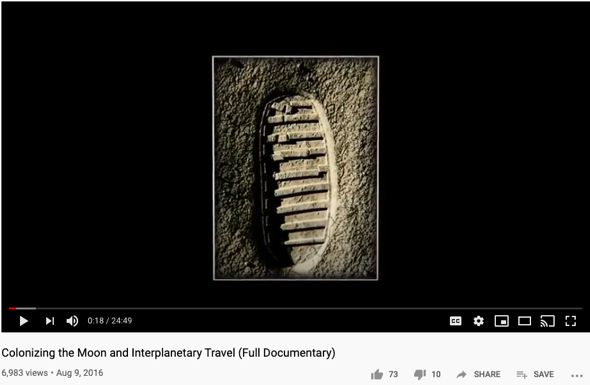 0:18 / 24:49
CC
Colonizing the Moon and Interplanetary Travel (Full Documentary)
6,983 views • Aug 9, 2016
73
10
SHARE
SAVE